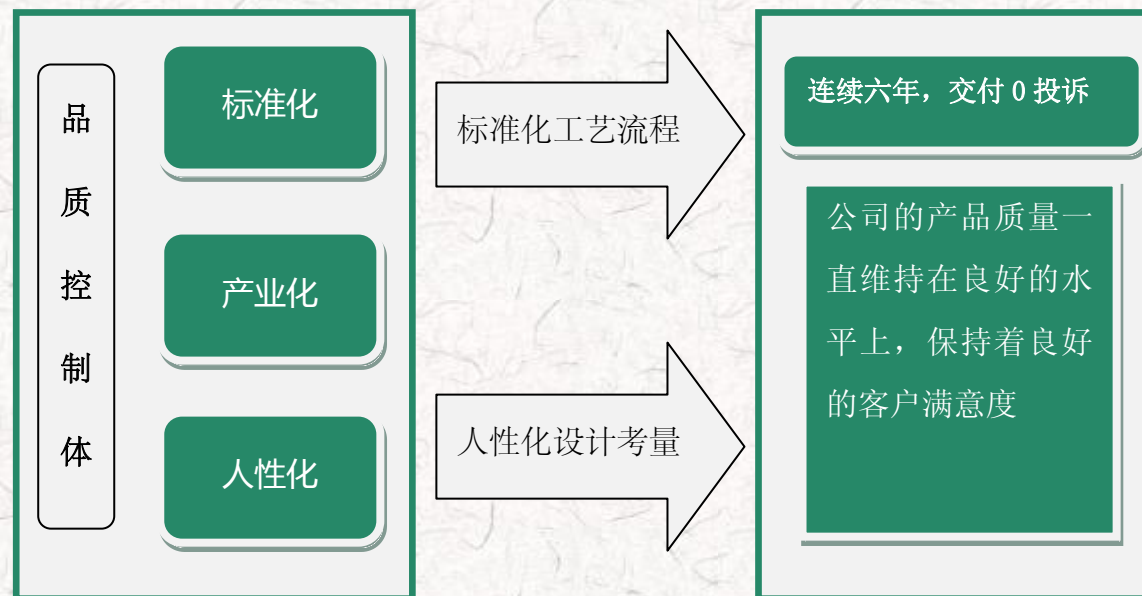 品质控制体
标准化
产业化
人性化
标准化工艺流程
人性化设计考量
连续六年，交付 0 投诉
公司的产品质量一
直维持在良好的水
平上，保持着良好
的客户满意度